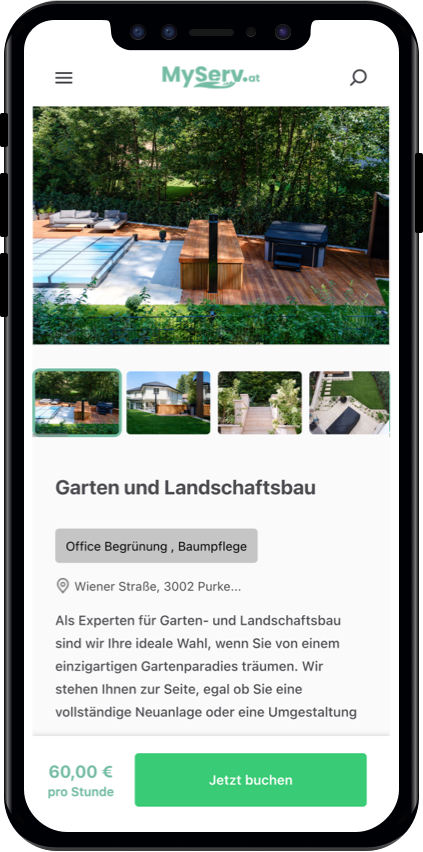 MyServ.at
Garten und Landschaftsbau
Office Begrünung , Baumpflege
Wiener Straße, 3002 Purke...
Als Experten für Garten- und Landschaftsbau
sind wir Ihre ideale Wahl, wenn Sie von einem
einzigartigen Gartenparadies träumen. Wir
stehen Ihnen zur Seite, egal ob Sie eine
vollständige Neuanlage oder eine Umgestaltung
60,00 €
pro Stunde
Jetzt buchen